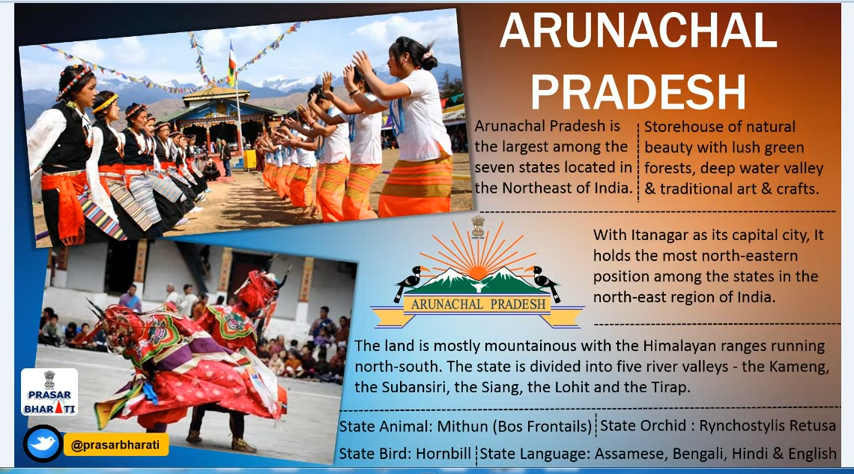 ARUNACHAL
PRADESH
Arunachal Pradesh is
the largest among the
seven states located in
the Northeast of India.
Storehouse of natural
beauty with lush green
forests, deep water valley
& traditional art & crafts.
With Itanagar as its capital city, It
holds the most north-eastern
position among the states in the
north-east region of India.
ARUNACHAL PRADESH
The land is mostly mountainous with the Himalayan ranges running
north-south. The state is divided into five river valleys - the Kameng,
the Subansiri, the Siang, the Lohit and the Tirap.
State Animal: Mithun (Bos Frontails)
State Orchid : Rynchostylis Retusa
State Bird: Hornbill
State Language: Assamese, Bengali, Hindi & English
PRASAR
BHARATI
@prasarbharati